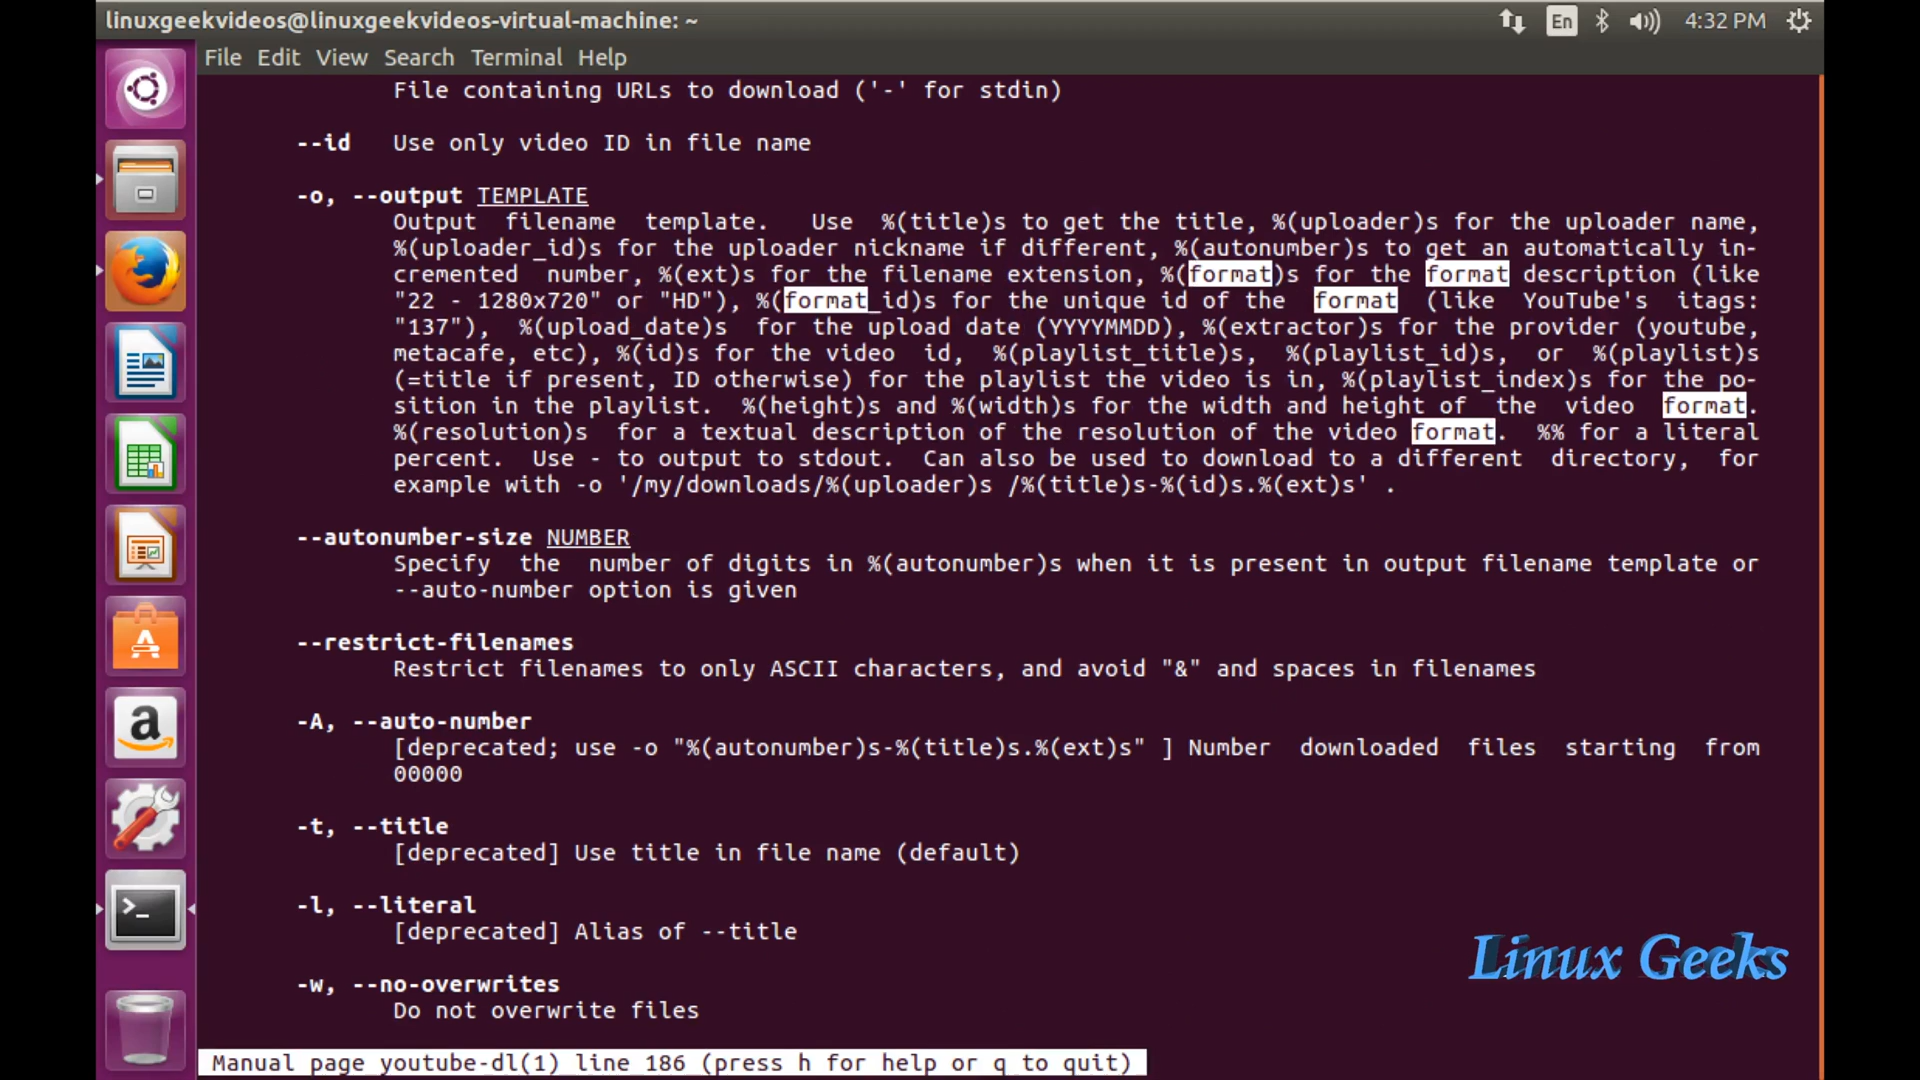 linuxgeekvideos@linuxgeekvideos-virtual-machine: ~
En
4:32 PM
File Edit View Search Terminal Help
File containing URLs to download ('-' for stdin)
--id Use only video ID in file name
-o, --output TEMPLATE
Output filename template. Use %(title)s to get the title, %(uploader)s for the uploader name,
%(uploader_id)s for the uploader nickname if different, %(autonumber)s to get an automatically in-
cremented number, %(ext)s for the filename extension, %(format)s for the format description (like
"22 - 1280x720" or "HD"), %(format_id)s for the unique id of the format (like YouTube's itags:
"137"), %(upload_date)s for the upload date (YYYYMMDD), %(extractor)s for the provider (youtube,
metacafe, etc), %(id)s for the video id, %(playlist_title)s, %(playlist_id)s, or %(playlist)s
(=title if present, ID otherwise) for the playlist the video is in, %(playlist_index)s for the po-
sition in the playlist. %(height)s and %(width)s for the width and height of the video format.
%(resolution)s for a textual description of the resolution of the video format. %% for a literal
percent. Use - to output to stdout. Can also be used to download to a different directory, for
example with -o '/my/downloads/%(uploader)s /%(title)s-%(id)s.%(ext)s' .
--autonumber-size NUMBER
Specify the number of digits in %(autonumber)s when it is present in output filename template or
--auto-number option is given
--restrict-filenames
Restrict filenames to only ASCII characters, and avoid "&" and spaces in filenames
-A, --auto-number
[deprecated; use -o "%(autonumber)s-%(title)s.%(ext)s" ] Number downloaded files starting from
00000
-t, --title
[deprecated] Use title in file name (default)
-l, --literal
[deprecated] Alias of --title
Linux Geeks
-w, --no-overwrites
Do not overwrite files
Manual page youtube-dl(1) line 186 (press h for help or q to quit)